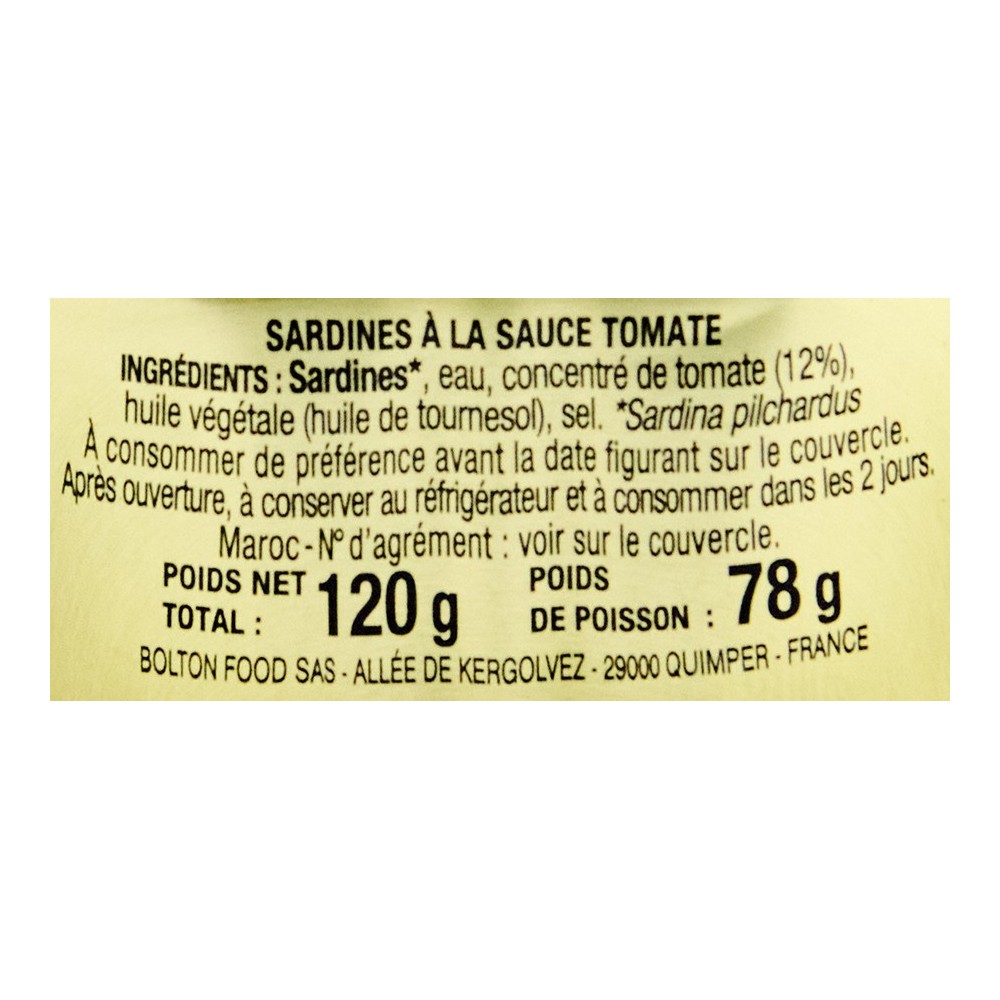 SARDINES À LA SAUCE TOMATE
INGRÉDIENTS : Sardines*, eau, concentré de tomate (12%),
huile végétale (huile de tournesol), sel. *Sardina pilchardus
À consommer de préférence avant la date figurant sur le couvercle.
Après ouverture, à conserver au réfrigérateur et à consommer dans les 2 jours.
Maroc - N° d'agrément : voir sur le couvercle.
POIDS NET TOTAL : 120 g POIDS DE POISSON : 78 g
BOLTON FOOD SAS - ALLÉE DE KERGOLVEZ - 29000 QUIMPER - FRANCE